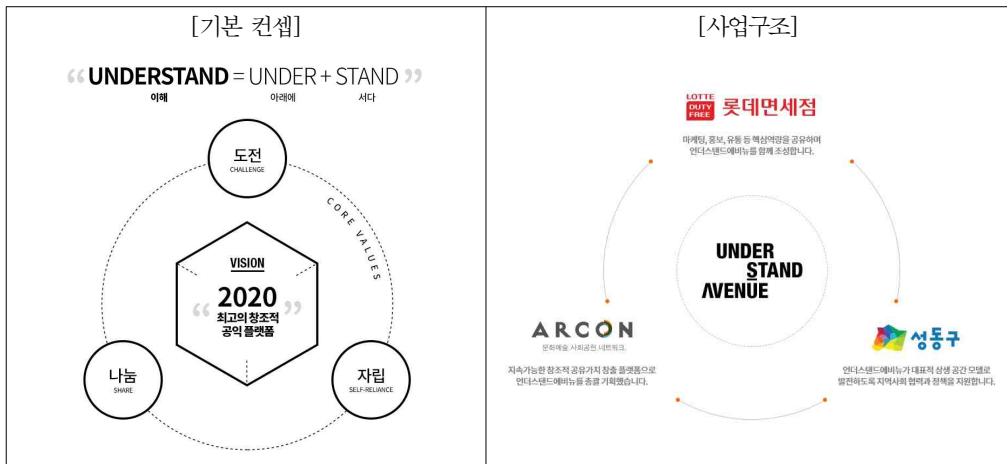 [기본 컨셉]
“ UNDERSTAND = UNDER + STAND ”
이해 아래에 서다
도전
CHALLENGE
CORE VALUES
VISION
“ 2020 ”
최고의 창조적
공익 플랫폼
나눔
SHARE
자립
SELF-RELIANCE
[사업구조]
LOTTE
DUTY
FREE
롯데면세점
마케팅, 홍보, 유통 등 핵심역량을 공유하며
언더스탠드에비뉴를 함께 조성합니다.
UNDER
STAND
AVENUE
ARCON
문화예술 사회공헌 네트워크.
지속가능한 창조적 공유가치 창출 플랫폼으로
언더스탠드에비뉴를 총괄 기획했습니다.
성동구
언더스탠드에비뉴가 대표적 상생 공간 모델로
발전하도록 지역사회 협력과 정책을 지원합니다.